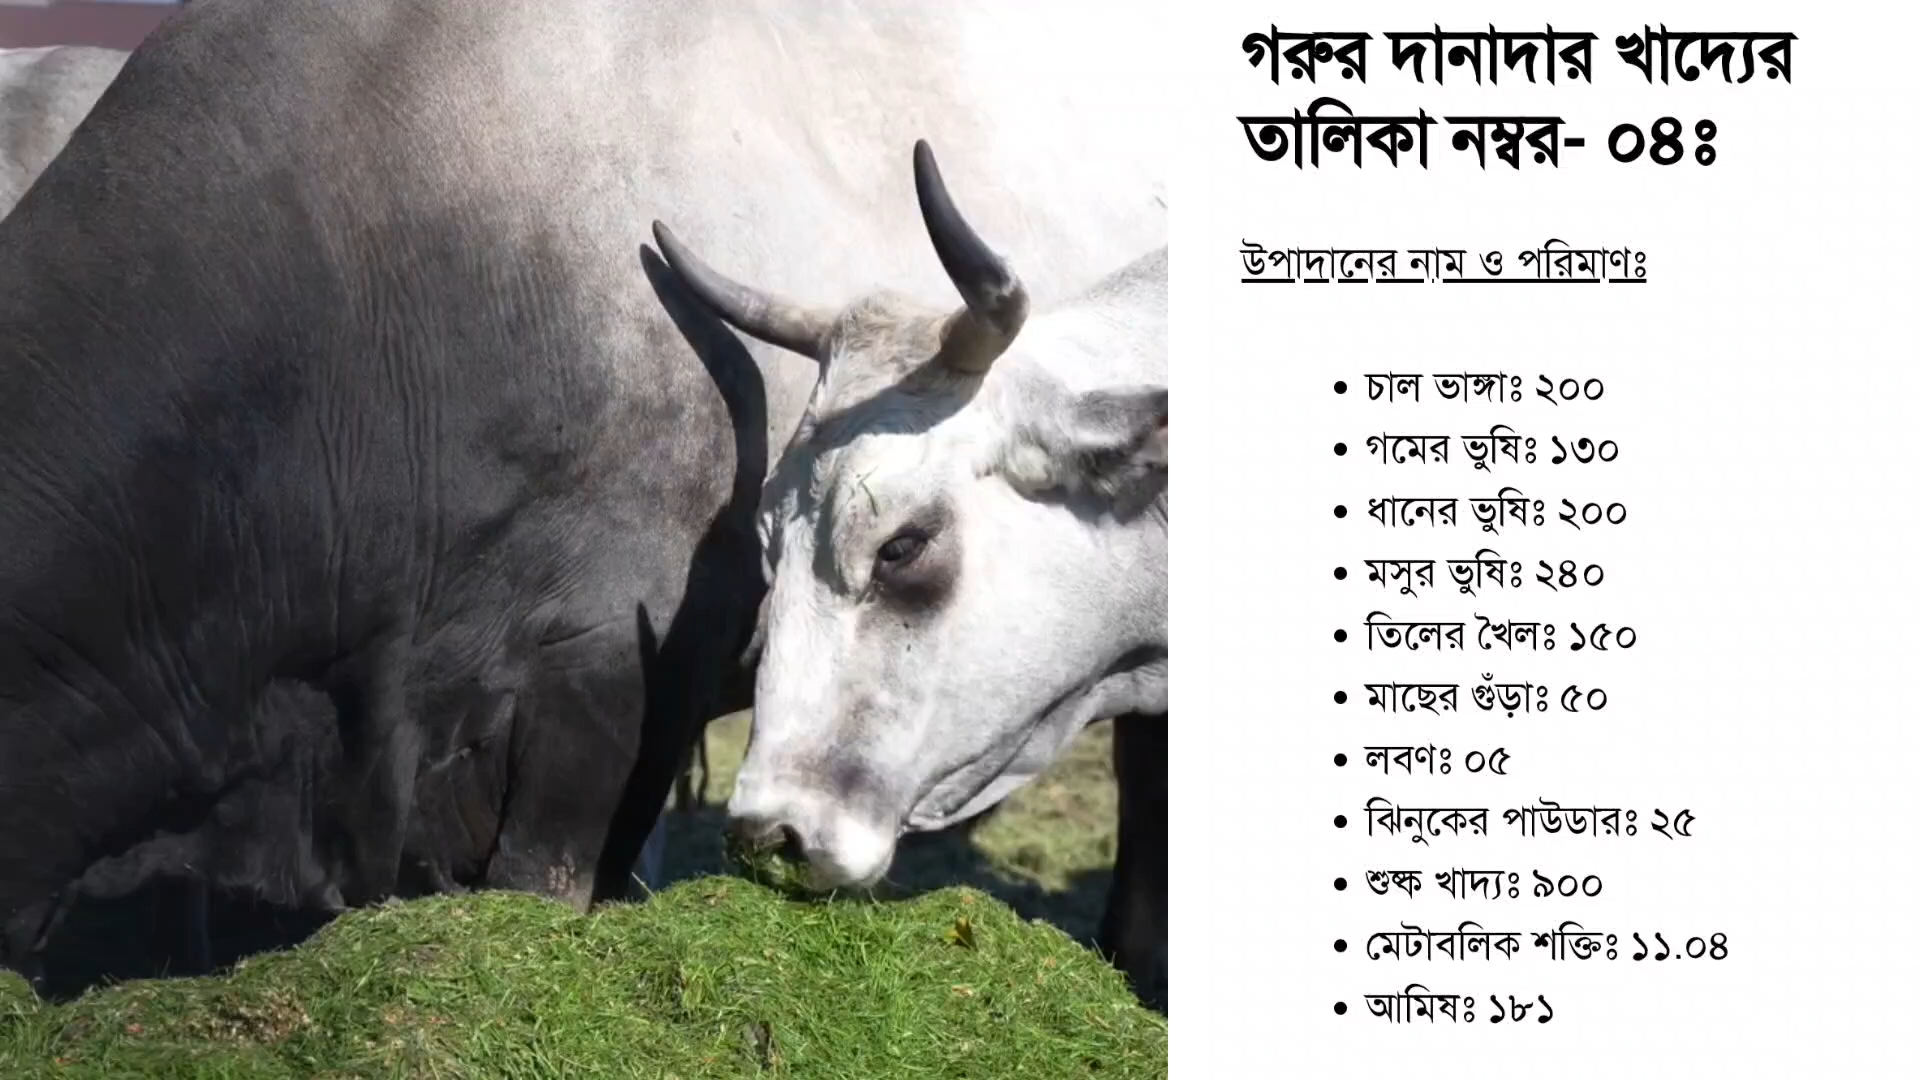 গরুর দানাদার খাদ্যের
তালিকা নম্বর- ০৪ঃ
উপাদানের নাম ও পরিমাণঃ
• চাল ভাঙ্গাঃ ২০০
• গমের ভুষিঃ ১৩০
• ধানের ভুষিঃ ২০০
• মসুর ভুষিঃ ২৪০
• তিলের খৈলঃ ১৫০
• মাছের গুঁড়াঃ ৫০
• লবণঃ ০৫
• ঝিনুকের পাউডারঃ ২৫
• শুষ্ক খাদ্যঃ ৯০০
• মেটাবলিক শক্তিঃ ১১.০৪
• আমিষঃ ১৮১